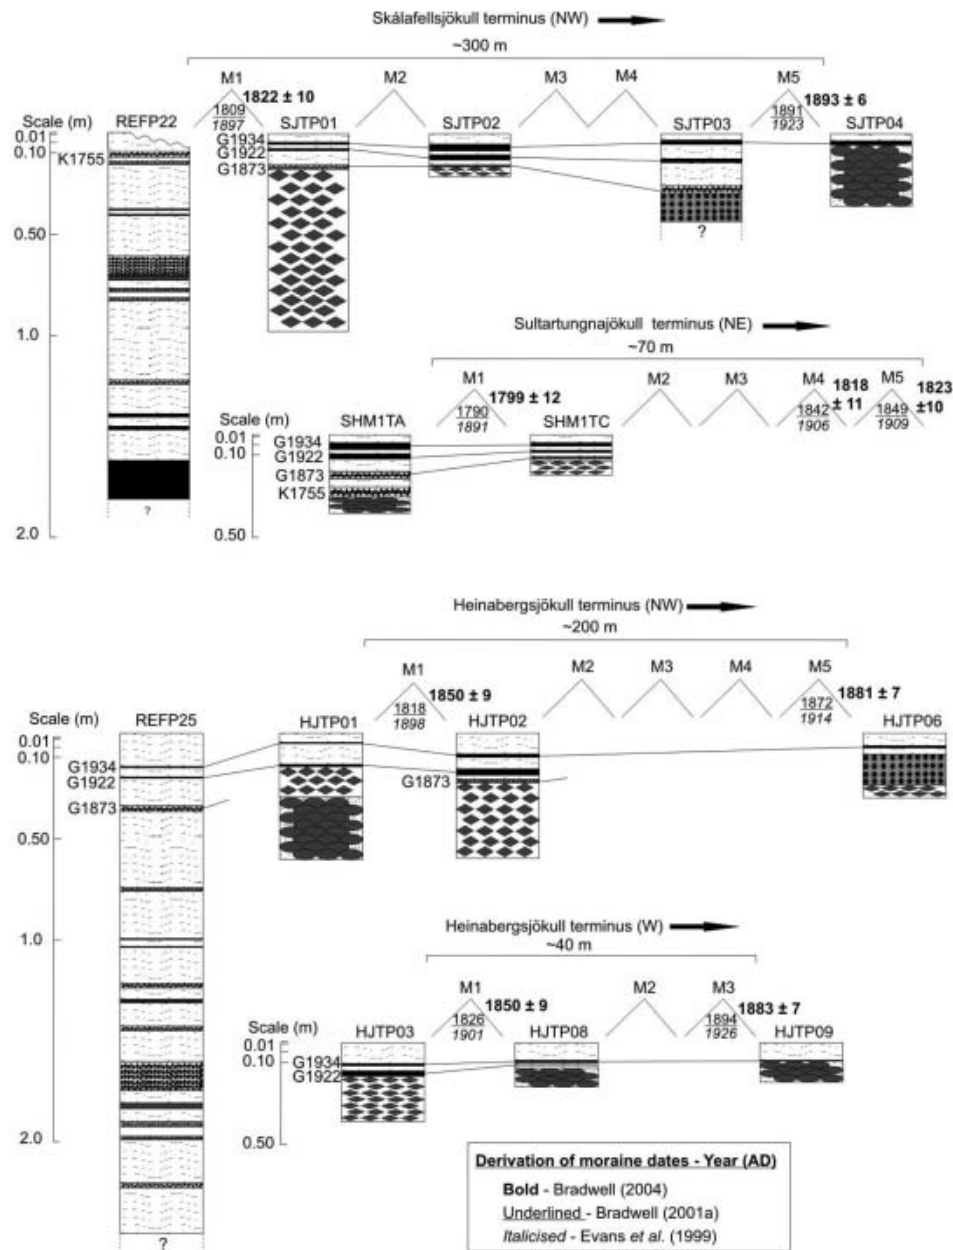 Skálafellsjökull terminus (NW)
~300 m
M1 M2 M3 M4 M5
1822 ± 10 1893 ± 6
1809 1891
1897 1923
Scale (m) REFP22 SJTP01 SJTP02 SJTP03 SJTP04
0.01
0.10
K1755
G1934
G1922
G1873
0.50
?
1.0
Sultartungnajökull terminus (NE)
~70 m
M1 M2 M3 M4 M5
1799 ± 12 1818 ± 11 1823 ±10
1790 1842 1849
1891 1906 1909
Scale (m) SHM1TA SHM1TC
0.01
0.10
G1934
G1922
G1873
K1755
0.50
?
2.0
Heinabergsjökull terminus (NW)
~200 m
M1 M2 M3 M4 M5
1850 ± 9 1881 ± 7
1818 1872
1898 1914
Scale (m) REFP25 HJTP01 HJTP02 HJTP06
0.01
0.10
G1934
G1922
G1873
G1873
0.50
1.0
Heinabergsjökull terminus (W)
~40 m
M1 M2 M3
1850 ± 9 1883 ± 7
1826 1894
1901 1926
Scale (m) HJTP03 HJTP08 HJTP09
0.01
0.10
G1934
G1922
0.50
2.0
?
Derivation of moraine dates - Year (AD)
Bold - Bradwell (2004)
Underlined - Bradwell (2001a)
Italicised - Evans et al. (1999)